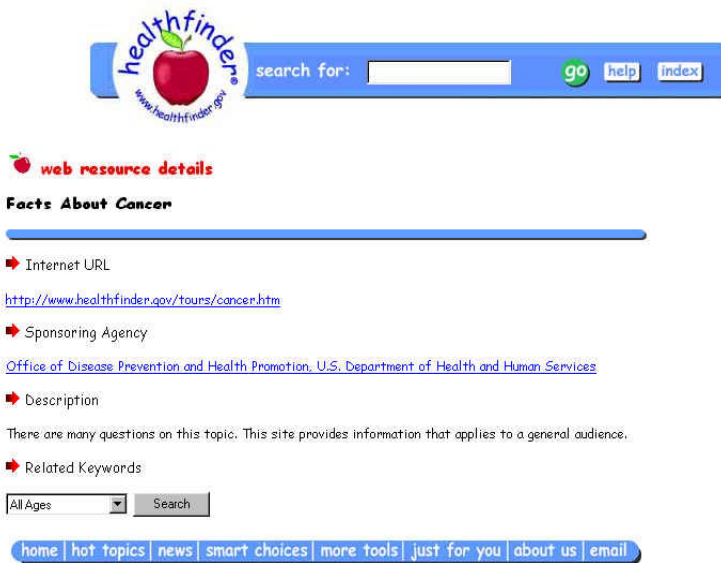 healthfinder®
www.healthfinder.gov
search for:
go help index
web resource details
Facts About Cancer
Internet URL
http://www.healthfinder.gov/tours/cancer.htm
Sponsoring Agency
Office of Disease Prevention and Health Promotion, U.S. Department of Health and Human Services
Description
There are many questions on this topic. This site provides information that applies to a general audience.
Related Keywords
All Ages Search
home | hot topics | news | smart choices | more tools | just for you | about us | email